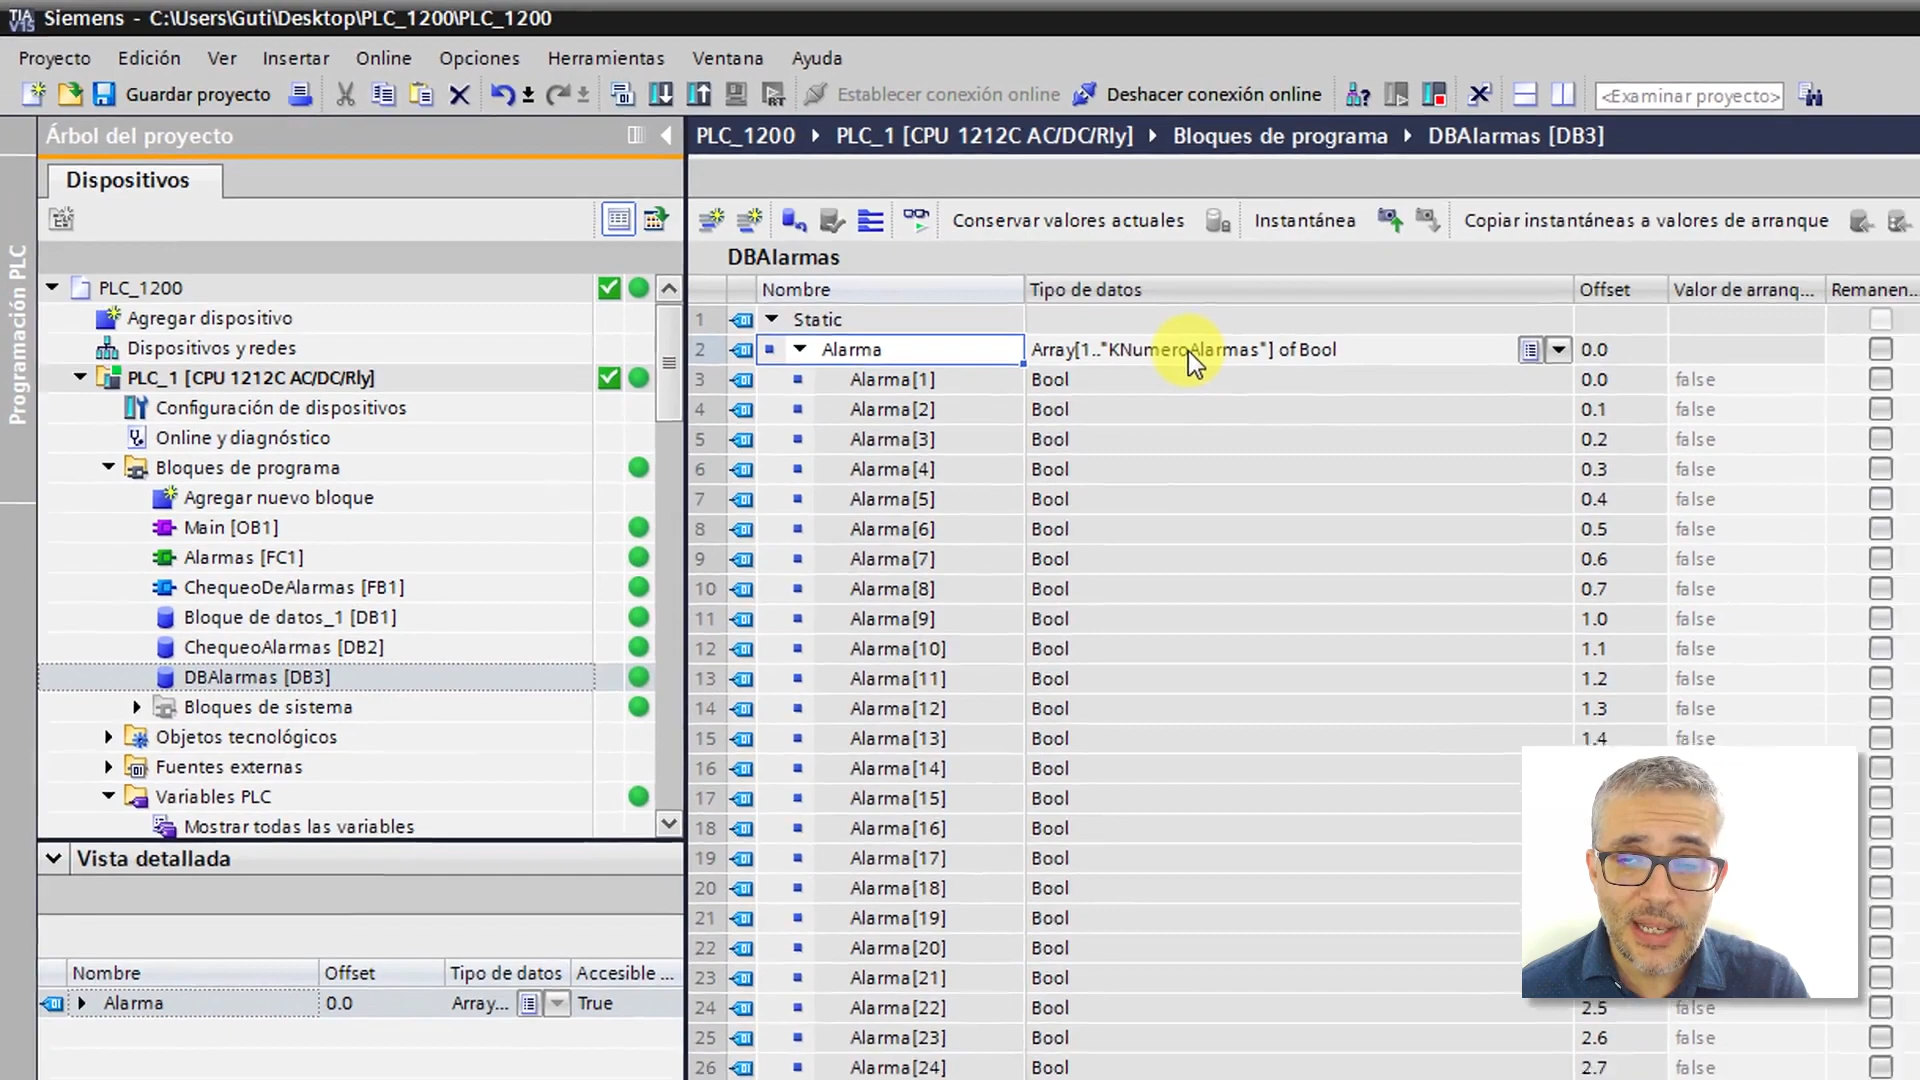 TIA V15 Siemens - C:\Users\Guti\Desktop\PLC_1200\PLC_1200
Proyecto Edición Ver Insertar Online Opciones Herramientas Ventana Ayuda
Guardar proyecto RT Establecer conexión online Deshacer conexión online <Examinar proyecto>
Árbol del proyecto
PLC_1200 PLC_1 [CPU 1212C AC/DC/Rly] Bloques de programa DBAlarmas [DB3]
Dispositivos
Programación PLC
Conservar valores actuales Instantánea Copiar instantáneas a valores de arranque
DBAlarmas
PLC_1200
Agregar dispositivo
Dispositivos y redes
PLC_1 [CPU 1212C AC/DC/Rly]
Configuración de dispositivos
Online y diagnóstico
Bloques de programa
Agregar nuevo bloque
Main [OB1]
Alarmas [FC1]
ChequeoDeAlarmas [FB1]
Bloque de datos_1 [DB1]
ChequeoAlarmas [DB2]
DBAlarmas [DB3]
Bloques de sistema
Objetos tecnológicos
Fuentes externas
Variables PLC
Mostrar todas las variables
Nombre Tipo de datos Offset Valor de arranq... Remanen...
1 Static
2 Alarma Array[1.."KNumeroAlarmas"] of Bool 0.0
3 Alarma[1] Bool 0.0 false
4 Alarma[2] Bool 0.1 false
5 Alarma[3] Bool 0.2 false
6 Alarma[4] Bool 0.3 false
7 Alarma[5] Bool 0.4 false
8 Alarma[6] Bool 0.5 false
9 Alarma[7] Bool 0.6 false
10 Alarma[8] Bool 0.7 false
11 Alarma[9] Bool 1.0 false
12 Alarma[10] Bool 1.1 false
13 Alarma[11] Bool 1.2 false
14 Alarma[12] Bool 1.3 false
15 Alarma[13] Bool 1.4 false
16 Alarma[14] Bool
17 Alarma[15] Bool
18 Alarma[16] Bool
19 Alarma[17] Bool
20 Alarma[18] Bool
21 Alarma[19] Bool
22 Alarma[20] Bool
23 Alarma[21] Bool
24 Alarma[22] Bool 2.5 false
25 Alarma[23] Bool 2.6 false
26 Alarma[24] Bool 2.7 false
Vista detallada
Nombre Offset Tipo de datos Accesible ...
Alarma 0.0 Array... True